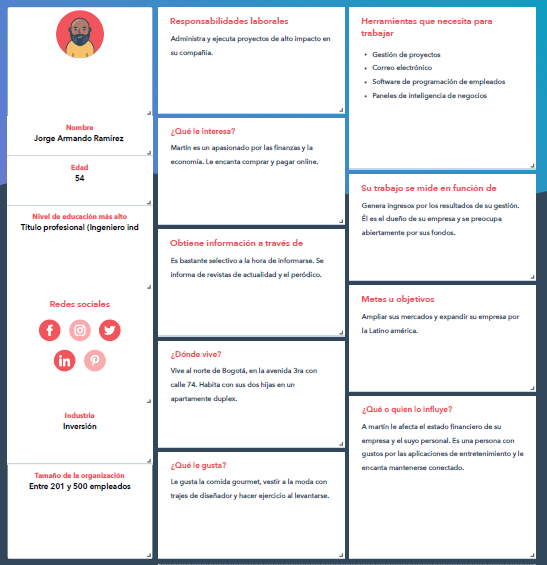 Nombre
Jorge Armando Ramírez
Edad
54
Nivel de educación más alto
Título profesional (Ingeniero ind
Redes sociales
Industria
Inversión
Tamaño de la organización
Entre 201 y 500 empleados
Responsabilidades laborales
Administra y ejecuta proyectos de alto impacto en
su compañía.
¿Qué le interesa?
Martín es un apasionado por las finanzas y la
economía. Le encanta comprar y pagar online.
Obtiene información a través de
Es bastante selectivo a la hora de informarse. Se
informa de revistas de actualidad y el periódico.
¿Dónde vive?
Vive al norte de Bogotá, en la avenida 3ra con
calle 74. Habita con sus dos hijas en un
apartamente duplex.
¿Qué le gusta?
Le gusta la comida gourmet, vestir a la moda con
trajes de diseñador y hacer ejercicio al levantarse.
Herramientas que necesita para
trabajar
• Gestión de proyectos
• Correo electrónico
• Software de programación de empleados
• Paneles de inteligencia de negocios
Su trabajo se mide en función de
Genera ingresos por los resultados de su gestión.
Él es el dueño de su empresa y se preocupa
abiertamente por sus fondos.
Metas u objetivos
Ampliar sus mercados y expandir su empresa por
la Latino américa.
¿Qué o quien lo influye?
A martín le afecta el estado financiero de su
empresa y el suyo personal. Es una persona con
gustos por las aplicaciones de entretenimiento y le
encanta mantenerse conectado.